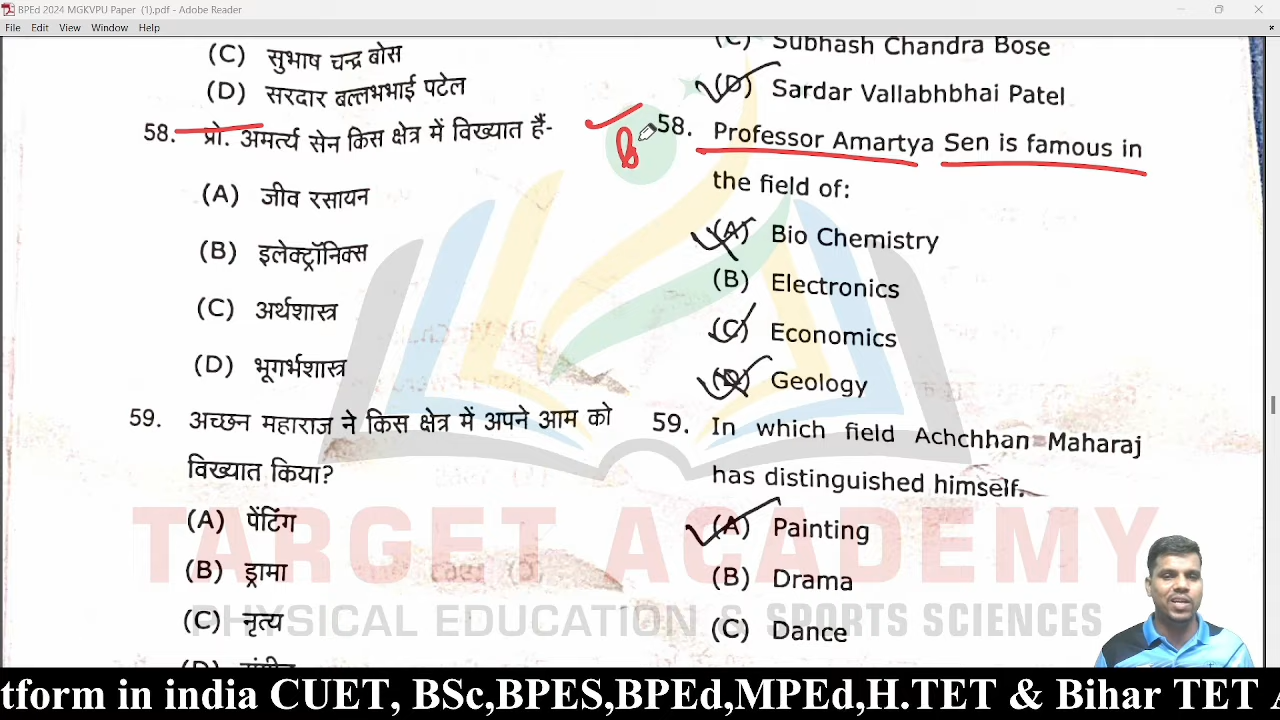 BPEd 2024 MGKVPU Paper (1).pdf - Adobe Reader
File Edit View Window Help
(C) सुभाष चन्द्र बोस
(D) सरदार बल्लभभाई पटेल
58. प्रो. अमर्त्य सेन किस क्षेत्र में विख्यात हैं-
(A) जीव रसायन
(B) इलेक्ट्रॉनिक्स
(C) अर्थशास्त्र
(D) भूगर्भशास्त्र
59. अच्छन महाराज ने किस क्षेत्र में अपने आम को
विख्यात किया?
(A) पेंटिंग
(B) ड्रामा
(C) नृत्य
(D) संगीत
(C) Subhash Chandra Bose
(D) Sardar Vallabhbhai Patel
58. Professor Amartya Sen is famous in
the field of:
(A) Bio Chemistry
(B) Electronics
(C) Economics
(D) Geology
59. In which field Achchhan Maharaj
has distinguished himself.
(A) Painting
(B) Drama
(C) Dance
TARGET ACADEMY
PHYSICAL EDUCATION & SPORTS SCIENCES
tform in india CUET, BSc,BPES,BPEd,MPEd,H.TET & Bihar TET